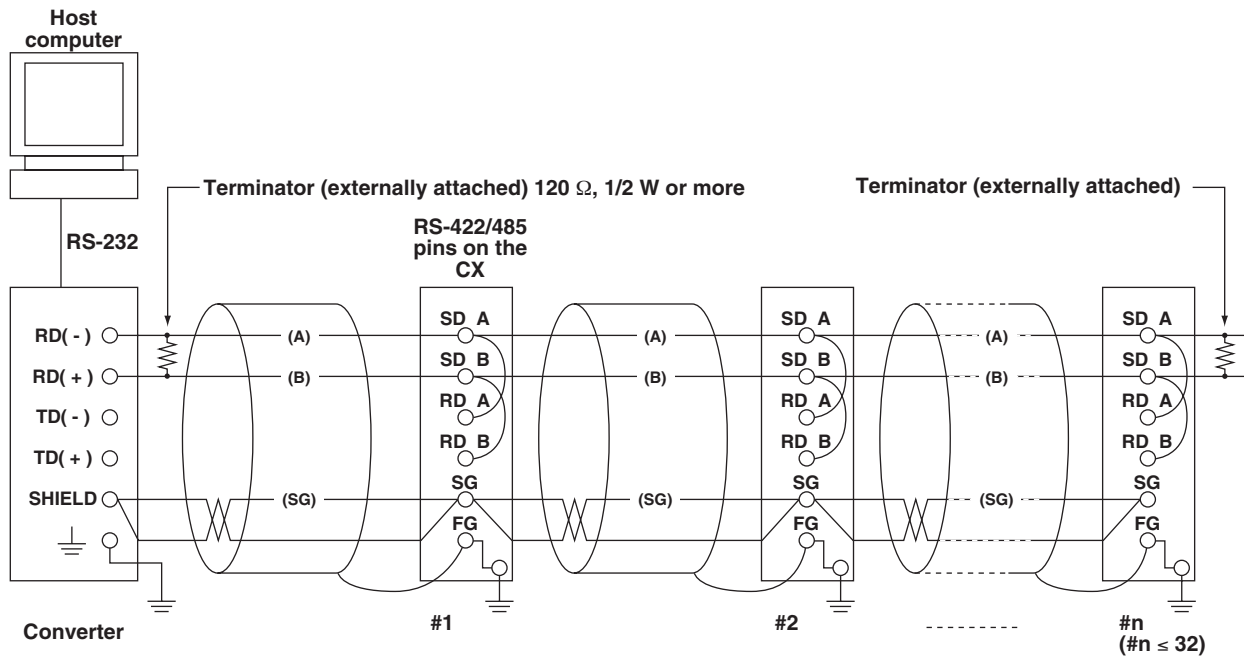 Host
computer
Terminator (externally attached) 120 Ω, 1/2 W or more
Terminator (externally attached)
RS-232
RS-422/485
pins on the
CX
RD( - )
RD( + )
TD( - )
TD( + )
SHIELD
(A)
(B)
(SG)
SD A
SD B
RD A
RD B
SG
FG
(A)
(B)
(SG)
SD A
SD B
RD A
RD B
SG
FG
(A)
(B)
(SG)
SD A
SD B
RD A
RD B
SG
FG
Converter
#1
#2
#n
(#n ≤ 32)